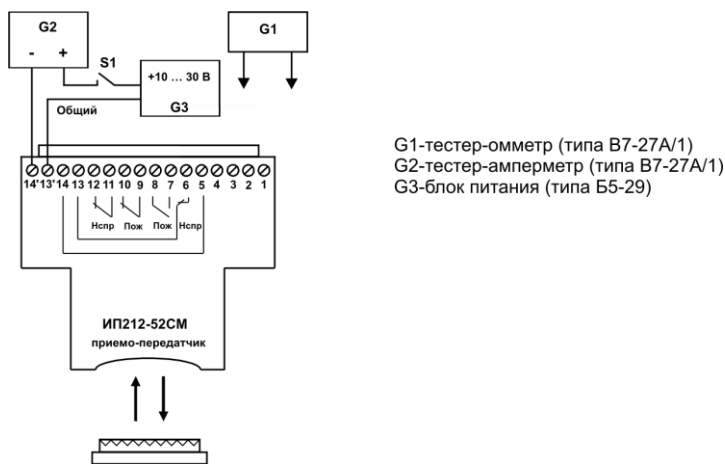 G2
- +
S1
G1
+10 ... 30 В
G3
Общий
14' 13' 14 13 12 11 10 9 8 7 6 5 4 3 2 1
Нспр Пож Пож Нспр
ИП212-52СМ
приемо-передатчик
G1-тестер-омметр (типа В7-27А/1)
G2-тестер-амперметр (типа В7-27А/1)
G3-блок питания (типа Б5-29)